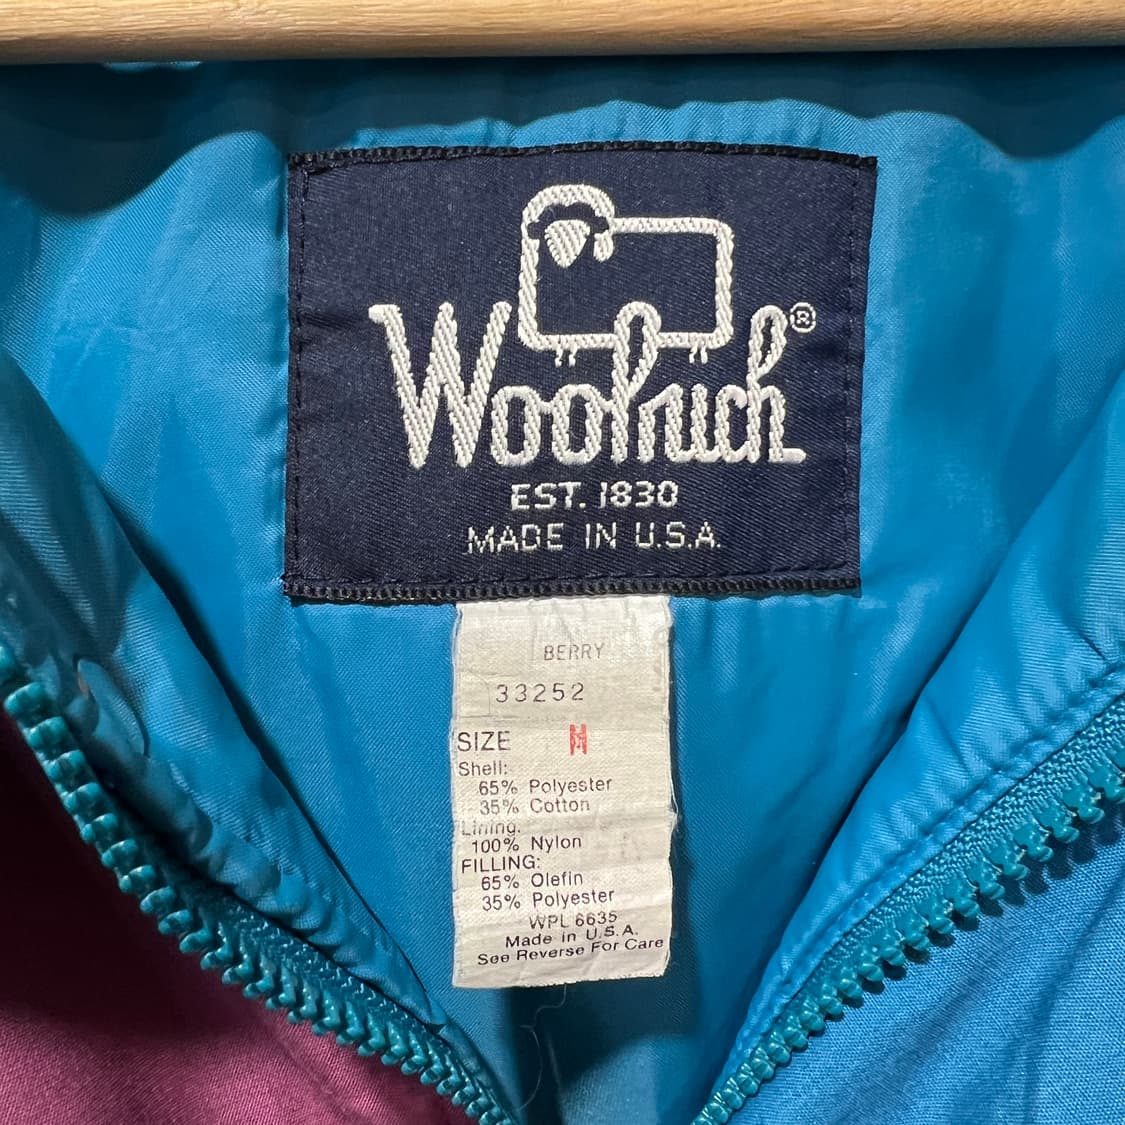 Woolrich®
EST. 1830
MADE IN U.S.A.
BERRY
33252
SIZE M
Shell:
65% Polyester
35% Cotton
Lining:
100% Nylon
FILLING:
65% Olefin
35% Polyester
WPL 6635
Made in U.S.A.
See Reverse For Care